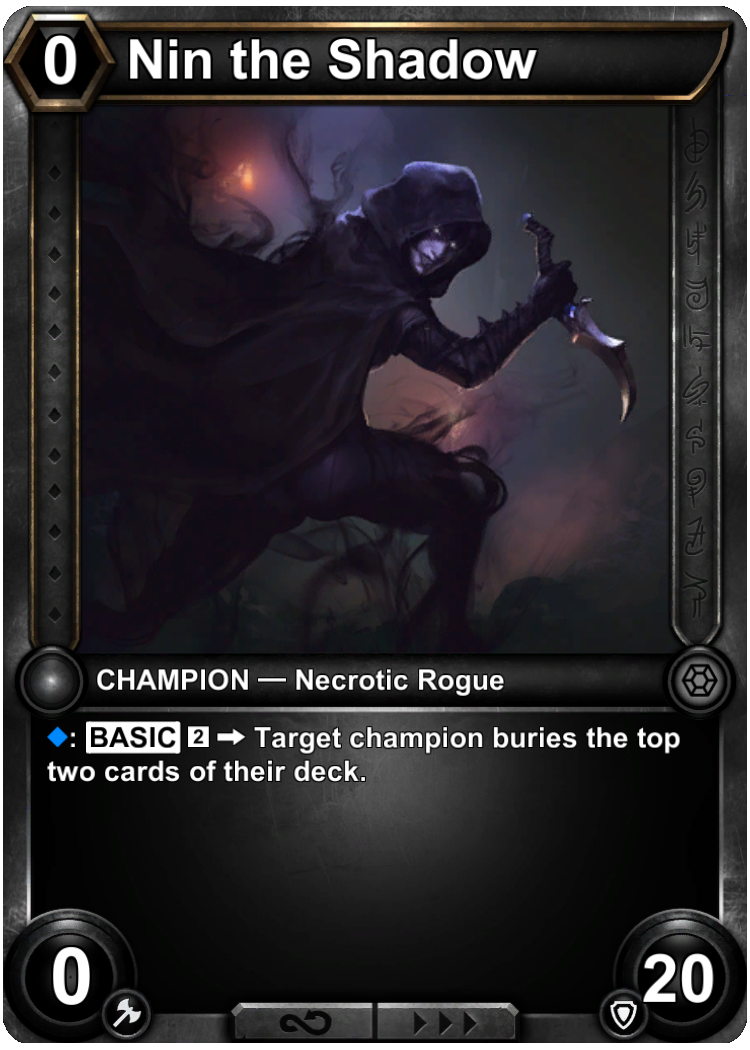 0 Nin the Shadow
CHAMPION — Necrotic Rogue
: BASIC 2 ➡ Target champion buries the top
two cards of their deck.
0
20